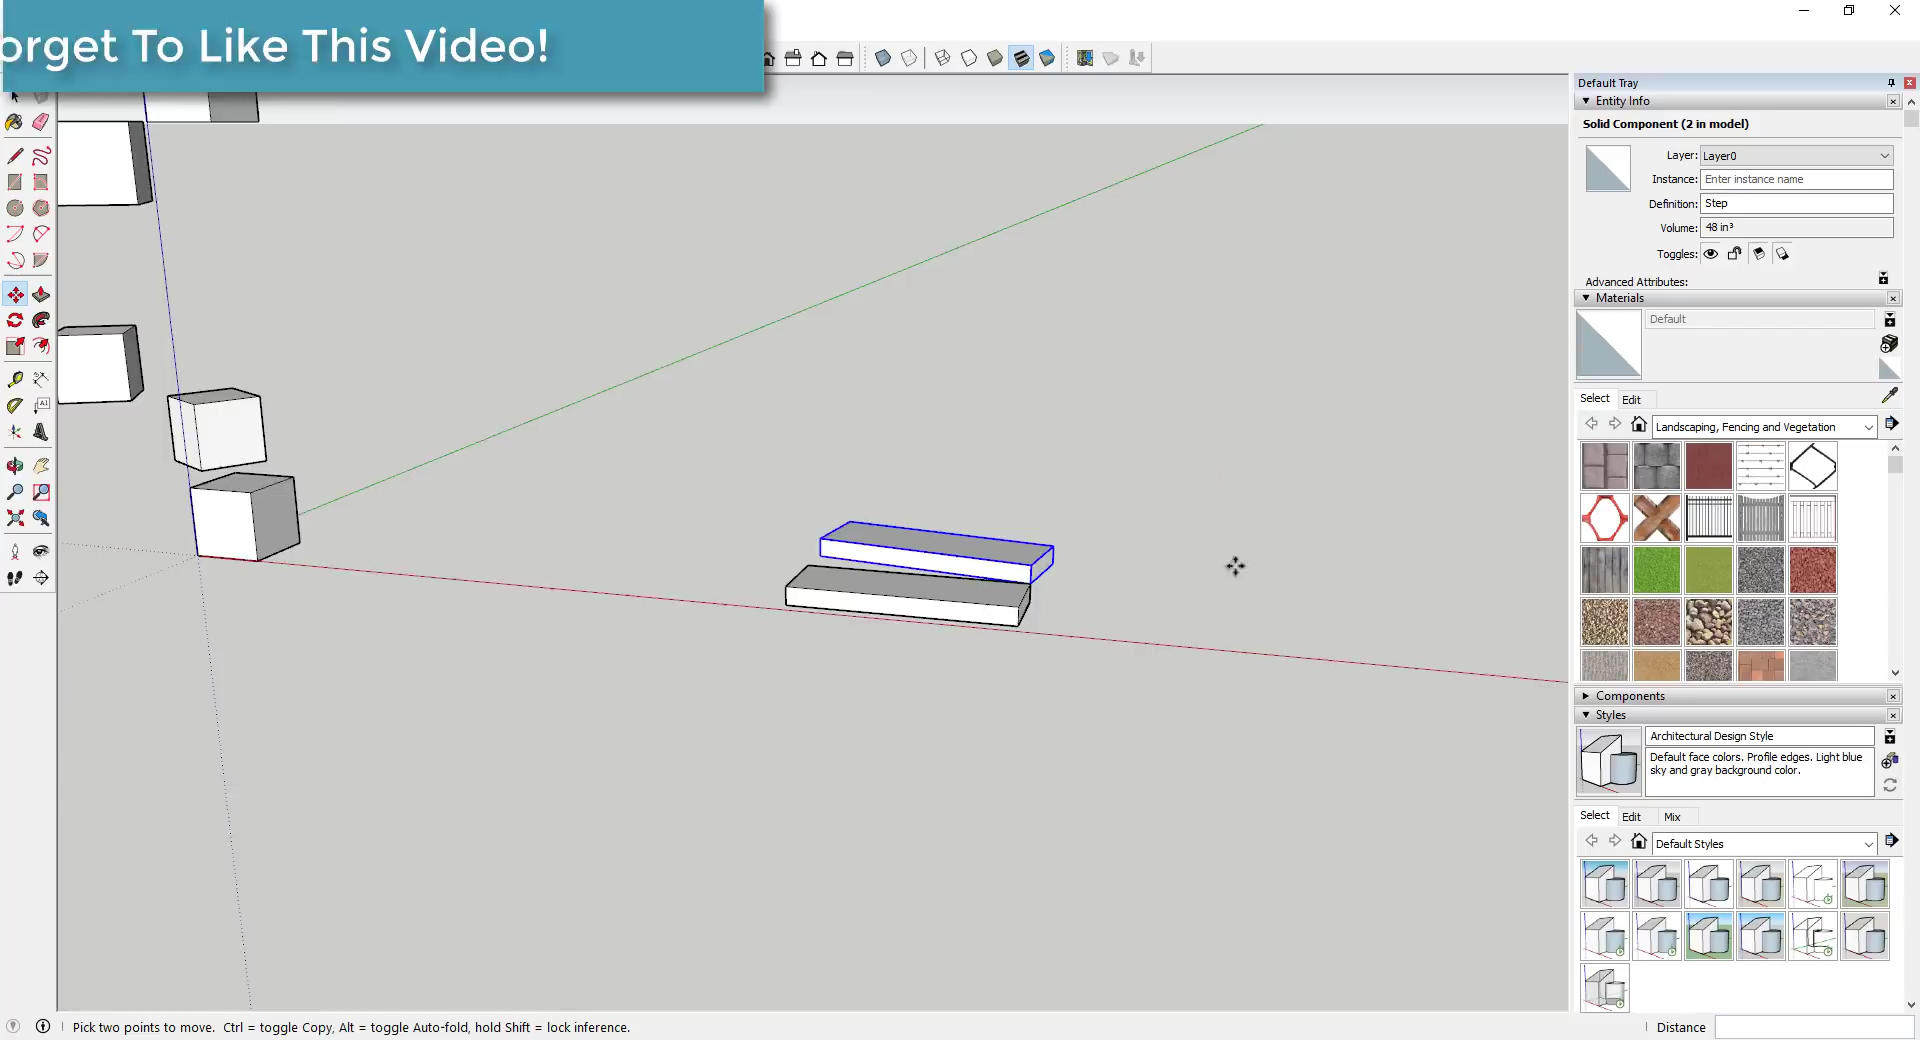 orget To Like This Video!
Default Tray
Entity Info
Solid Component (2 in model)
Layer: Layer0
Instance: Enter instance name
Definition: Step
Volume: 48 in³
Toggles:
Advanced Attributes:
Materials
Default
Select Edit
Landscaping, Fencing and Vegetation
Components
Styles
Architectural Design Style
Default face colors. Profile edges. Light blue
sky and gray background color.
Select Edit Mix
Default Styles
Pick two points to move. Ctrl = toggle Copy, Alt = toggle Auto-fold, hold Shift = lock inference.
Distance